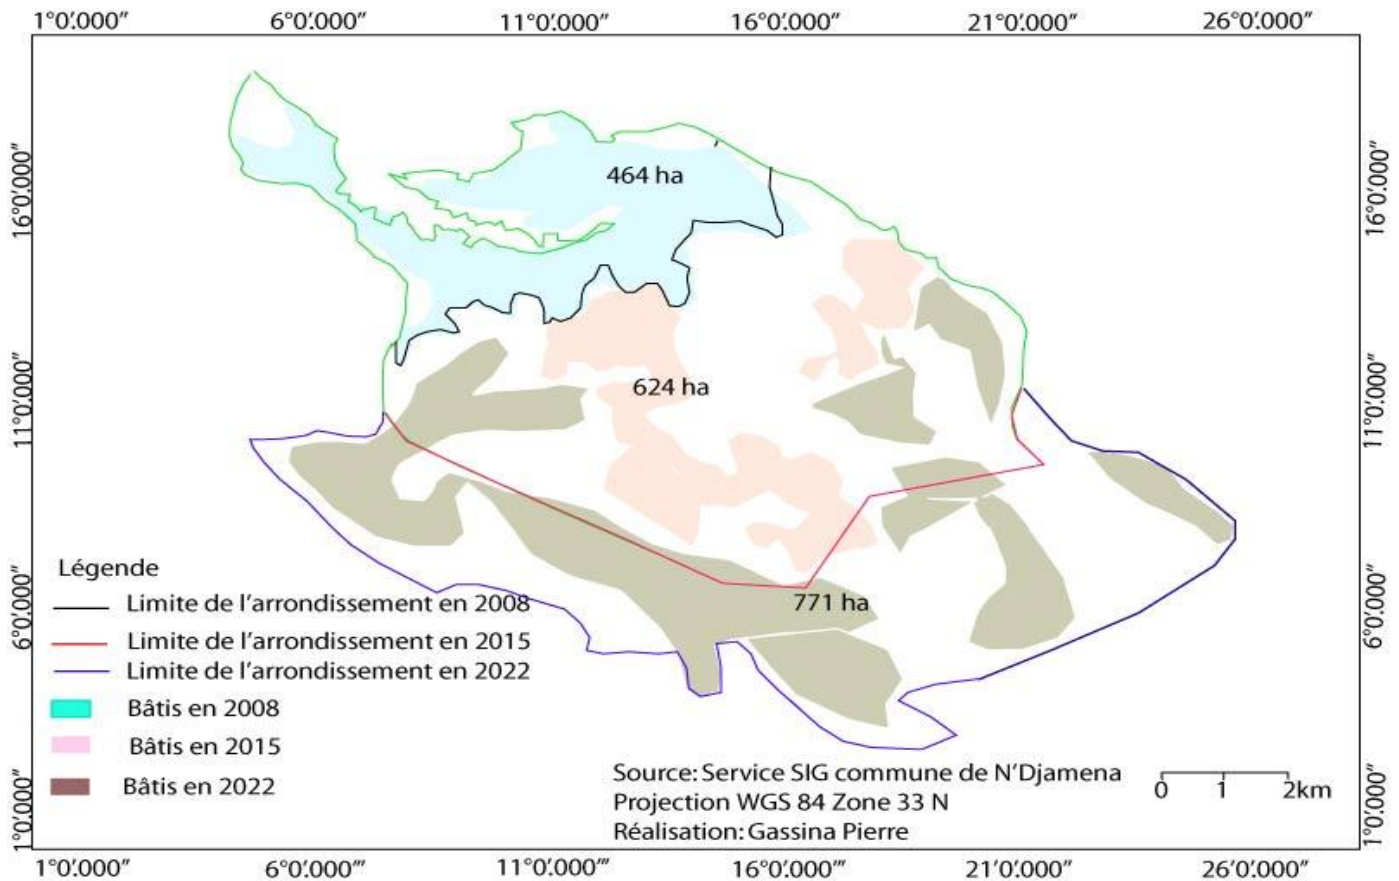 1°0'.000” 6°0'.000” 11°0'.000” 16°0'.000” 21°0'.000” 26°0'.000”
16°0'.000” 16°0'.000”
464 ha
11°0'.000” 11°0'.000”
624 ha
6°0'.000” 6°0'.000”
771 ha
Légende
Limite de l’arrondissement en 2008
Limite de l’arrondissement en 2015
Limite de l’arrondissement en 2022
Bâtis en 2008
Bâtis en 2015
Bâtis en 2022
Source: Service SIG commune de N’Djamena
Projection WGS 84 Zone 33 N
Réalisation: Gassina Pierre
0 1 2km
1°0'.000” 1°0'.000”
1°0'.000” 6°0'.000” 11°0'.000” 16°0'.000” 21°0'.000” 26°0'.000”